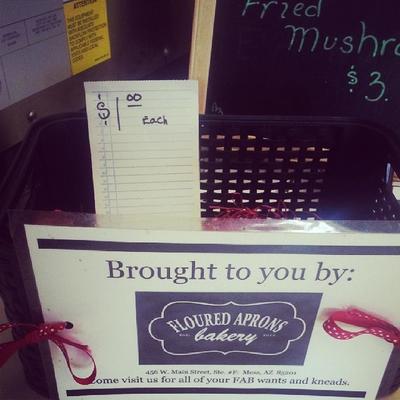 ATTENTION
Fried
Mushro
$3.
$1.00
Each
Brought to you by:
FLOURED APRONS
bakery
456 W. Main Street, Ste. #F: Mesa, AZ 85201
Come visit us for all of your FAB wants and kneads.